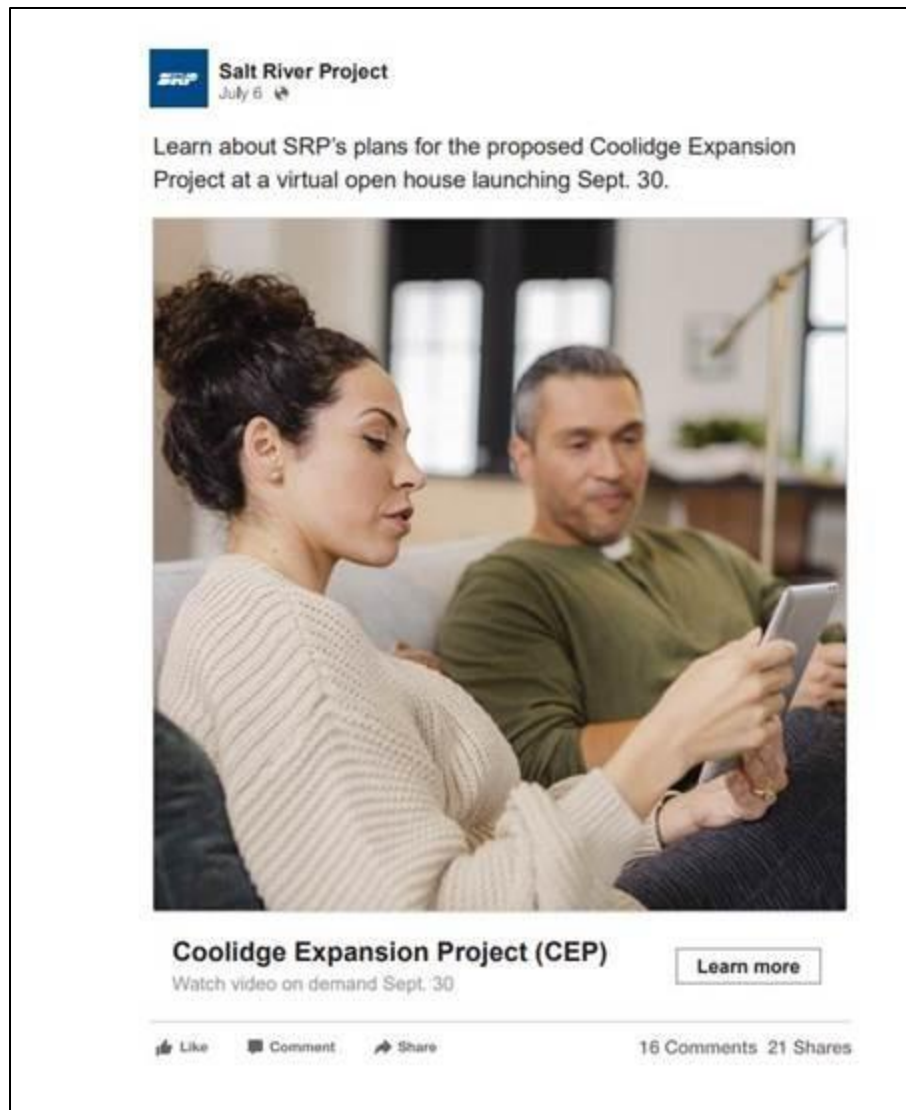 SRP
Salt River Project
July 6
Learn about SRP's plans for the proposed Coolidge Expansion
Project at a virtual open house launching Sept. 30.
Coolidge Expansion Project (CEP)
Watch video on demand Sept. 30
Learn more
Like Comment Share 16 Comments 21 Shares